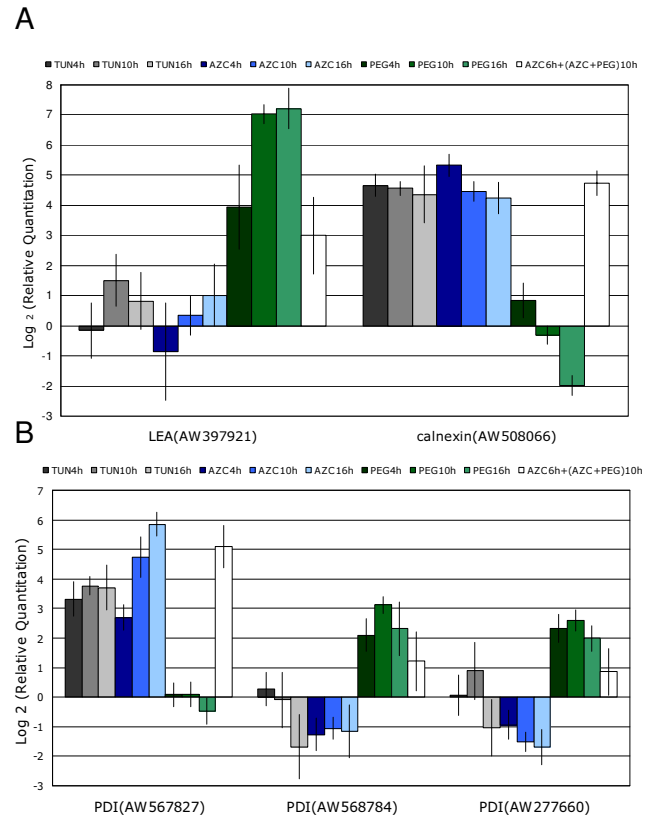 A
TUN4h TUN10h TUN16h AZC4h AZC10h AZC16h PEG4h PEG10h PEG16h AZC6h+(AZC+PEG)10h
Log 2 (Relative Quantitation)
8
7
6
5
4
3
2
1
0
-1
-2
-3
LEA(AW397921) calnexin(AW508066)
B
TUN4h TUN10h TUN16h AZC4h AZC10h AZC16h PEG4h PEG10h PEG16h AZC6h+(AZC+PEG)10h
Log 2 (Relative Quantitation)
7
6
5
4
3
2
1
0
-1
-2
-3
PDI(AW567827) PDI(AW568784) PDI(AW277660)